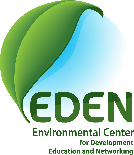 EDEN
Environmental Center
for Development
Education and Networking